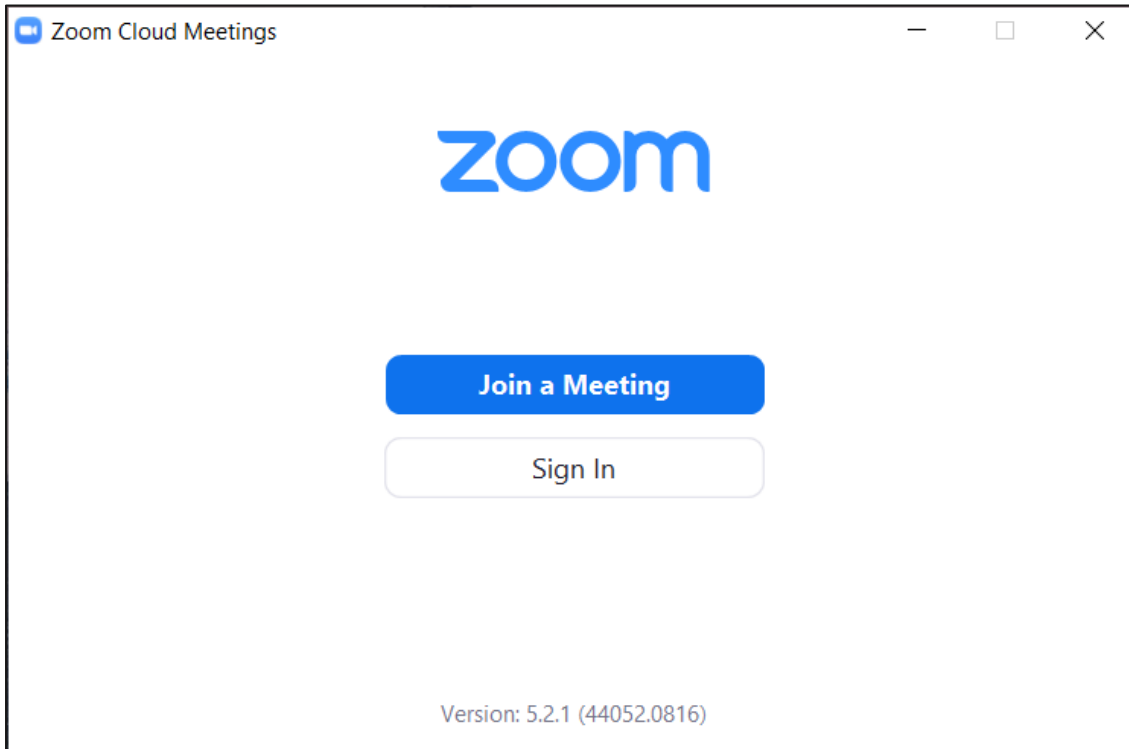 Zoom Cloud Meetings
zoom
Join a Meeting
Sign In
Version: 5.2.1 (44052.0816)